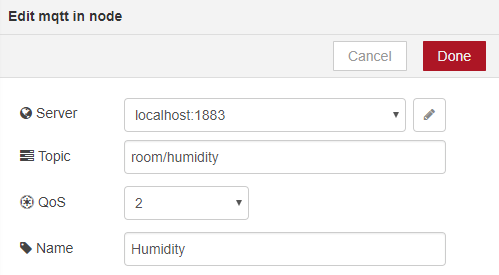 Edit mqtt in node
Cancel Done
Server localhost:1883
Topic room/humidity
QoS 2
Name Humidity